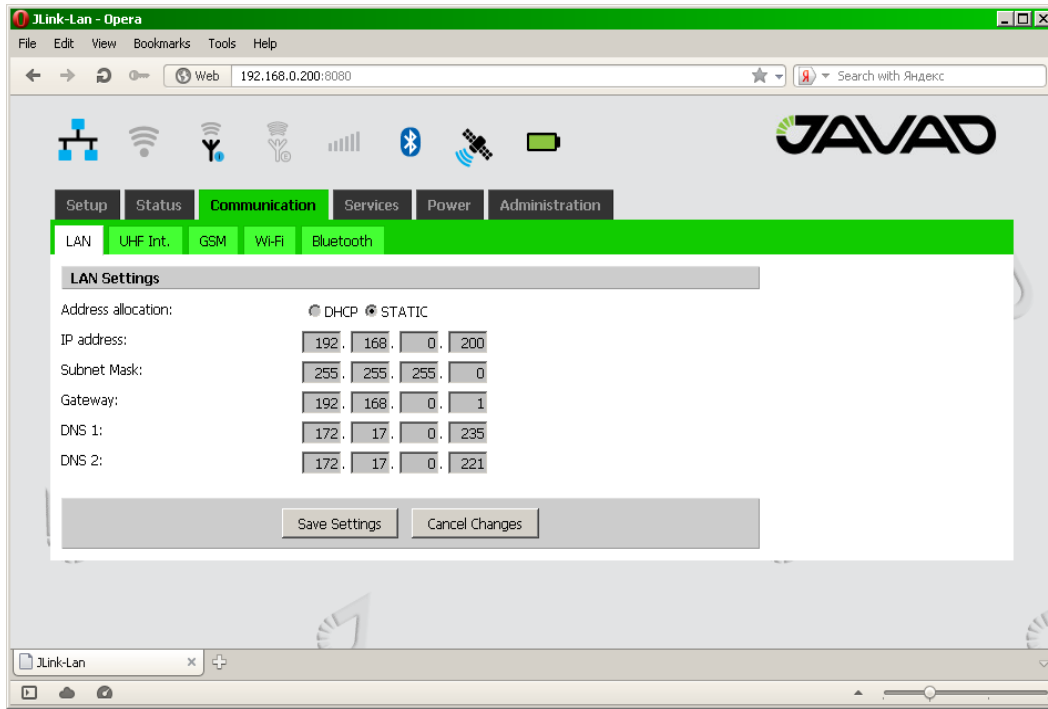 JLink-Lan - Opera
File Edit View Bookmarks Tools Help
Web 192.168.0.200:8080 Я Search with Яндекс
JAVAD
Setup Status Communication Services Power Administration
LAN UHF Int. GSM Wi-Fi Bluetooth
LAN Settings
Address allocation: DHCP STATIC
IP address: 192. 168. 0. 200
Subnet Mask: 255. 255. 255. 0
Gateway: 192. 168. 0. 1
DNS 1: 172. 17. 0. 235
DNS 2: 172. 17. 0. 221
Save Settings Cancel Changes
JLink-Lan